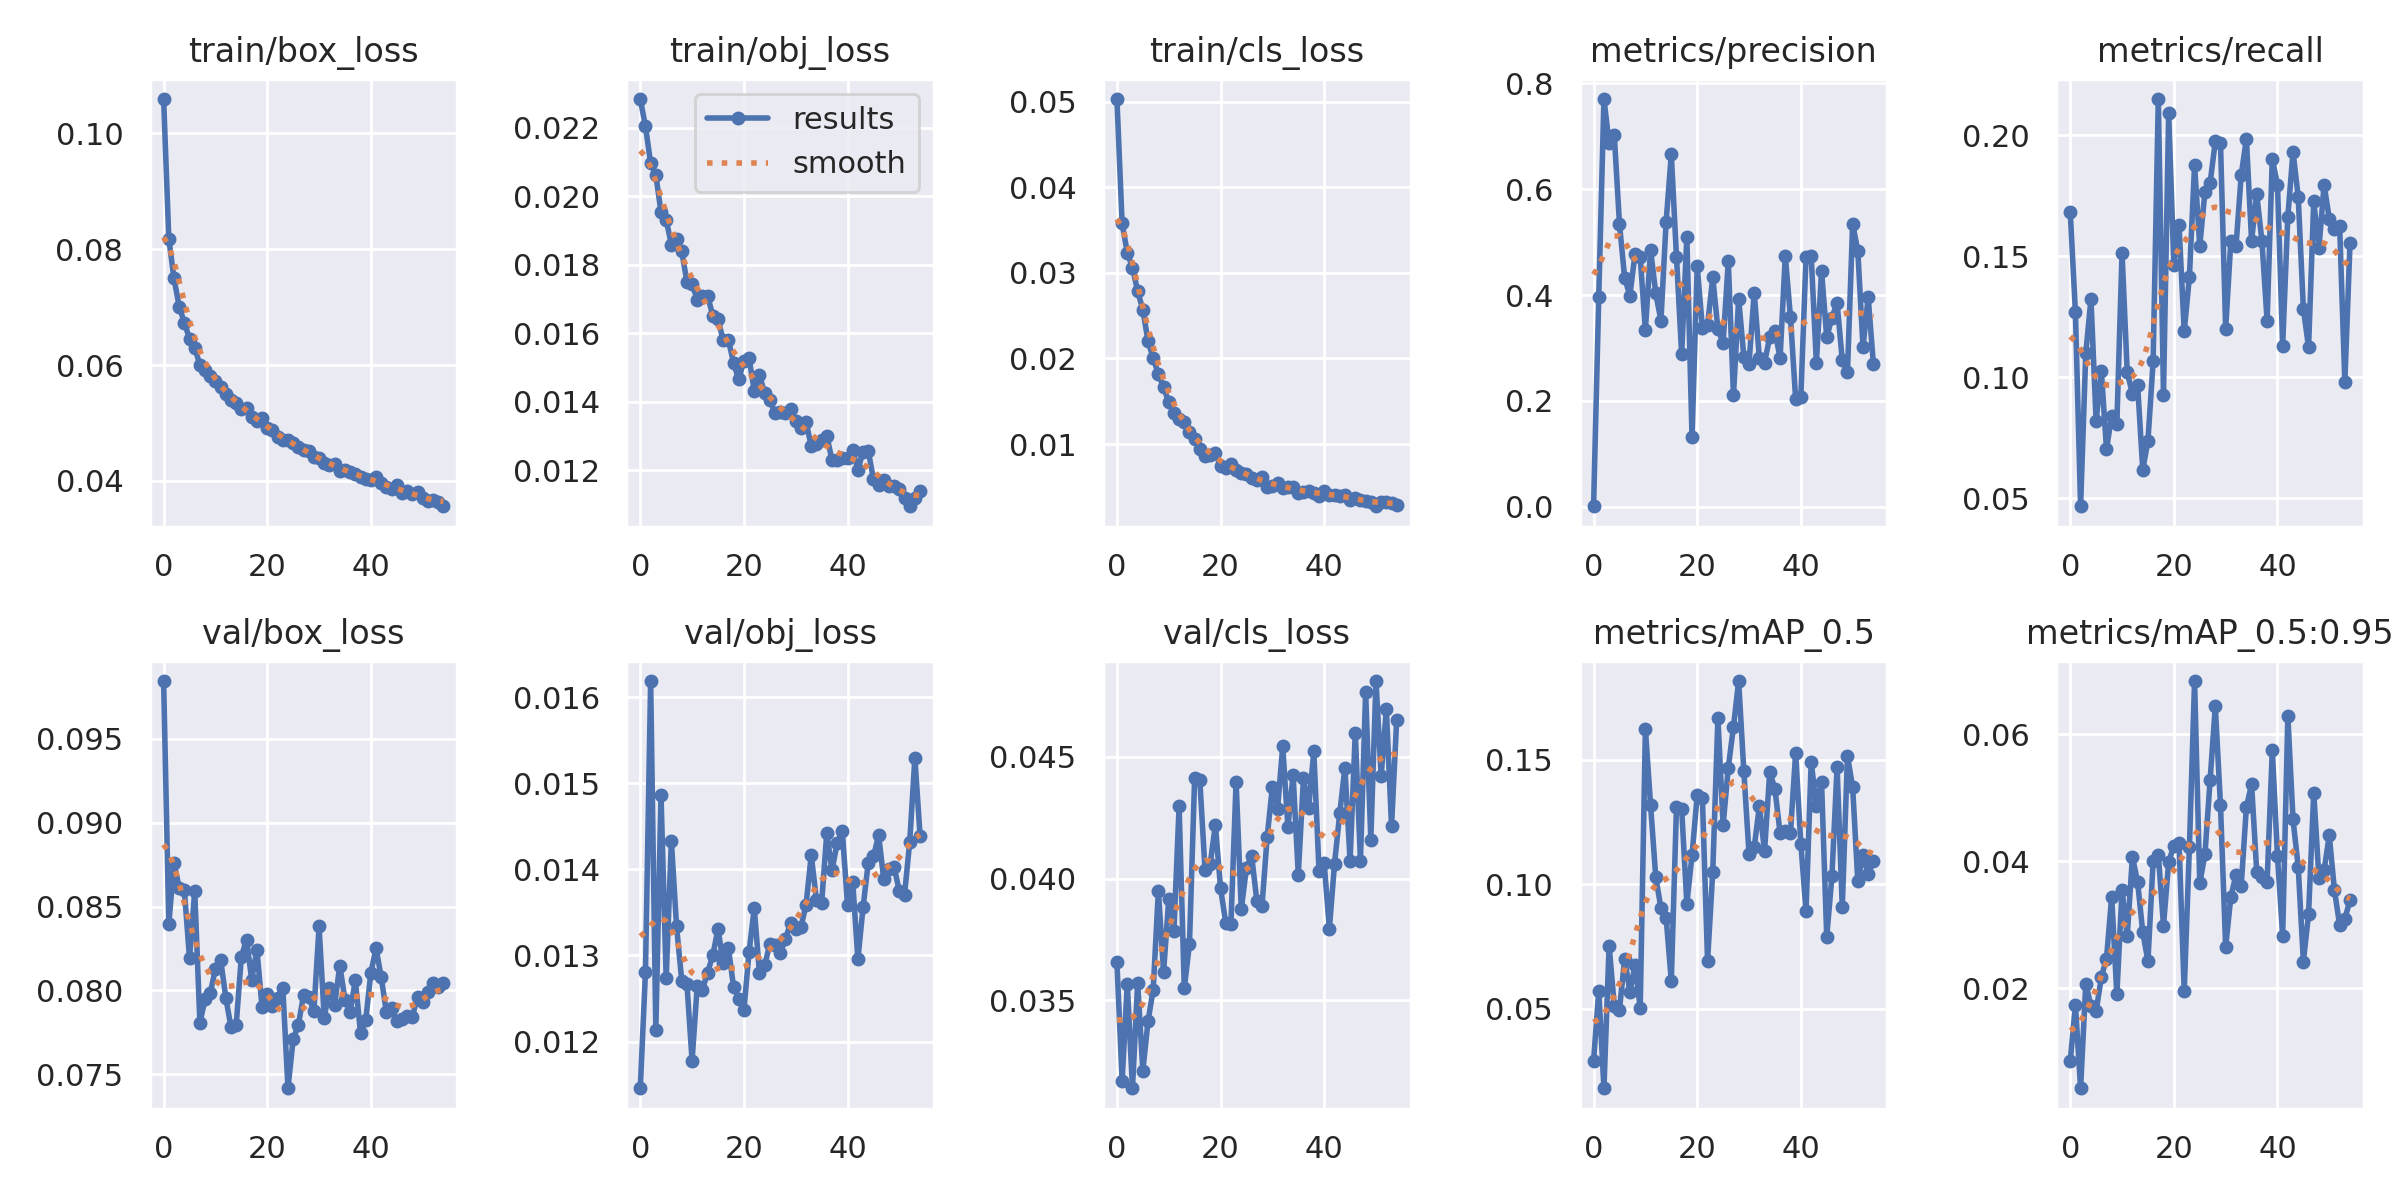 train/box_loss
0.10
0.08
0.06
0.04
0 20 40
train/obj_loss
results
smooth
0.022
0.020
0.018
0.016
0.014
0.012
0 20 40
train/cls_loss
0.05
0.04
0.03
0.02
0.01
0 20 40
metrics/precision
0.8
0.6
0.4
0.2
0.0
0 20 40
metrics/recall
0.20
0.15
0.10
0.05
0 20 40
val/box_loss
0.095
0.090
0.085
0.080
0.075
0 20 40
val/obj_loss
0.016
0.015
0.014
0.013
0.012
0 20 40
val/cls_loss
0.045
0.040
0.035
0 20 40
metrics/mAP_0.5
0.15
0.10
0.05
0 20 40
metrics/mAP_0.5:0.95
0.06
0.04
0.02
0 20 40